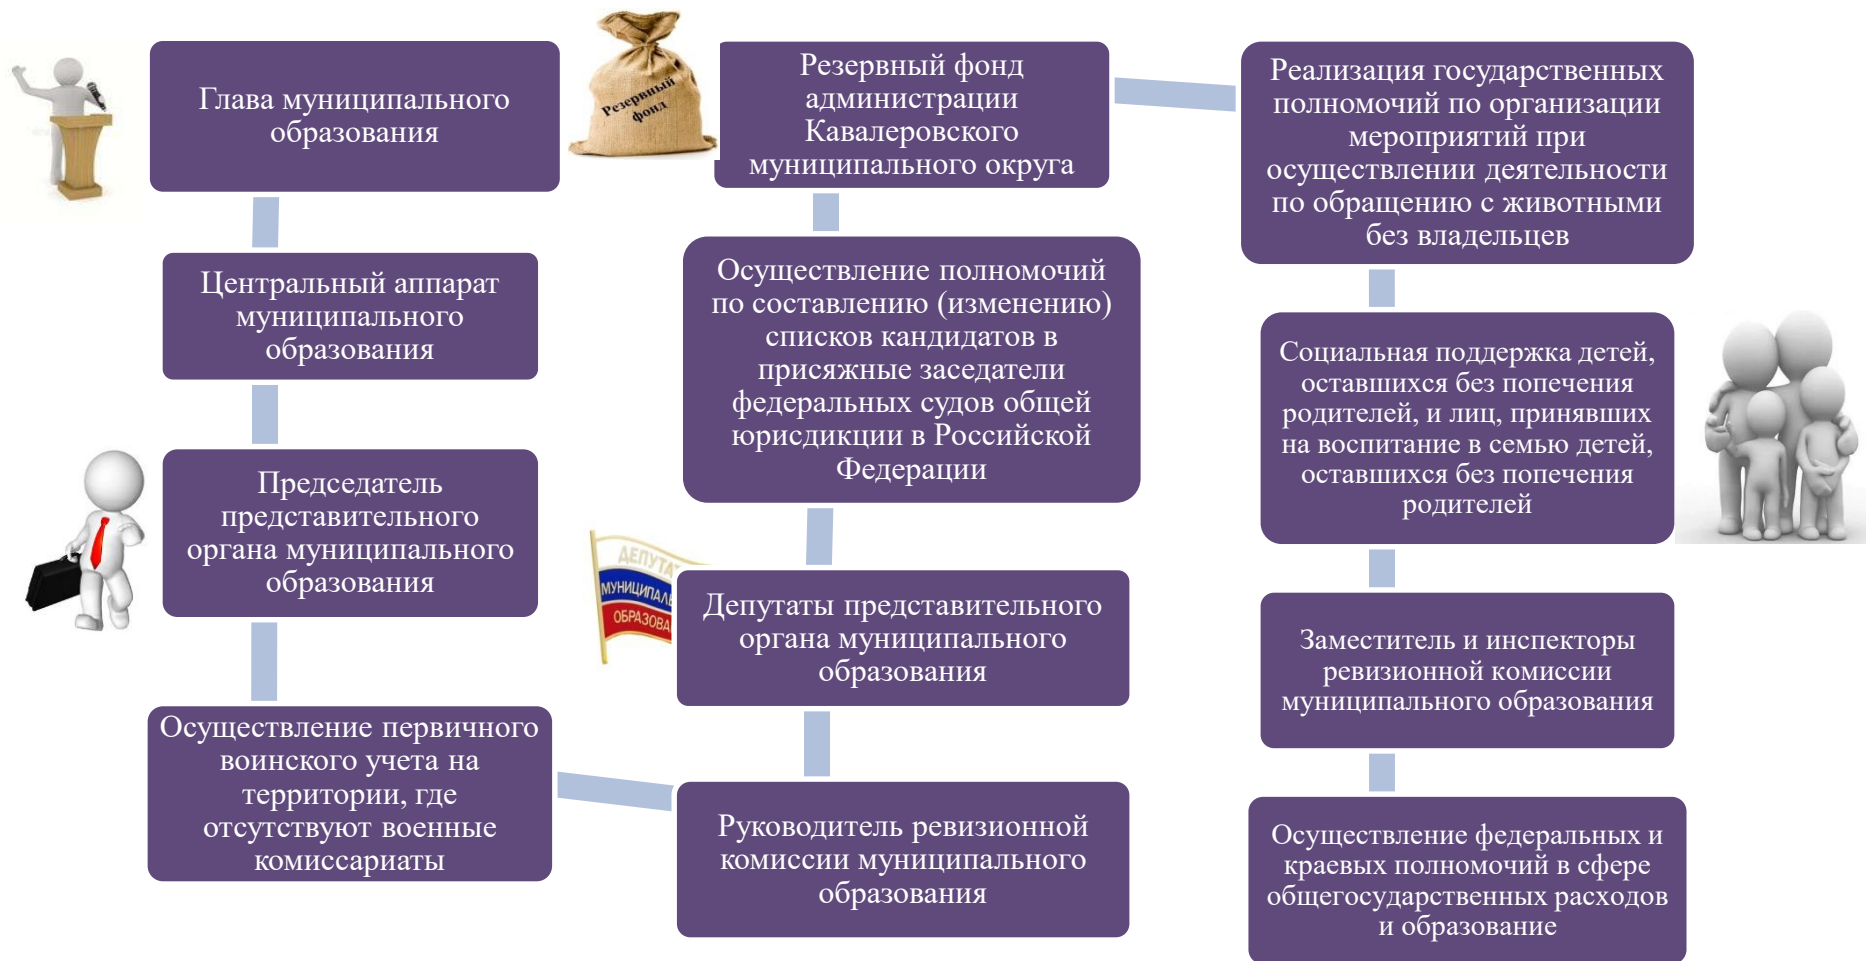 Глава муниципального
образования
Центральный аппарат
муниципального
образования
Председатель
представительного
органа муниципального
образования
Осуществление первичного
воинского учета на
территории, где
отсутствуют военные
комиссариаты
Резервный
фонд
Резервный фонд
администрации
Кавалеровского
муниципального округа
Осуществление полномочий
по составлению (изменению)
списков кандидатов в
присяжные заседатели
федеральных судов общей
юрисдикции в Российской
Федерации
ДЕПУТАТ
МУНИЦИПАЛЬ
ОБРАЗОВА
Депутаты представительного
органа муниципального
образования
Руководитель ревизионной
комиссии муниципального
образования
Реализация государственных
полномочий по организации
мероприятий при
осуществлении деятельности
по обращению с животными
без владельцев
Социальная поддержка детей,
оставшихся без попечения
родителей, и лиц, принявших
на воспитание в семью детей,
оставшихся без попечения
родителей
Заместитель и инспекторы
ревизионной комиссии
муниципального образования
Осуществление федеральных и
краевых полномочий в сфере
общегосударственных расходов
и образование